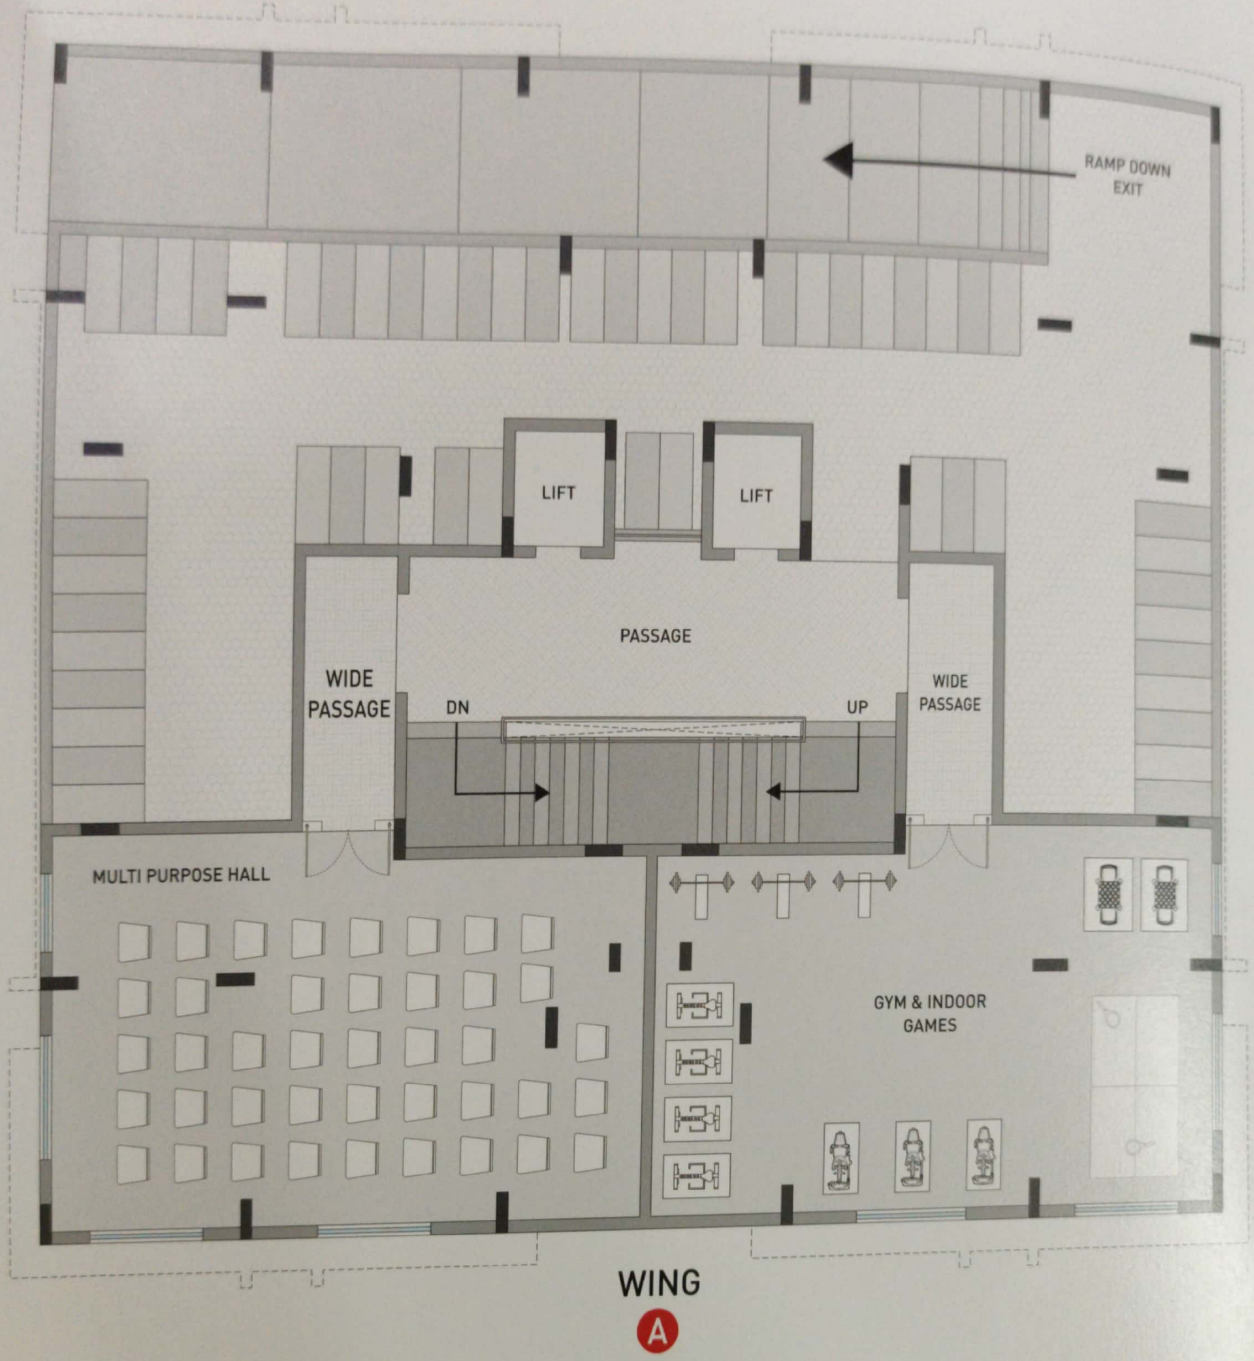 RAMP DOWN
EXIT
LIFT
LIFT
PASSAGE
WIDE
PASSAGE
WIDE
PASSAGE
DN
UP
MULTI PURPOSE HALL
GYM & INDOOR
GAMES
WING
A